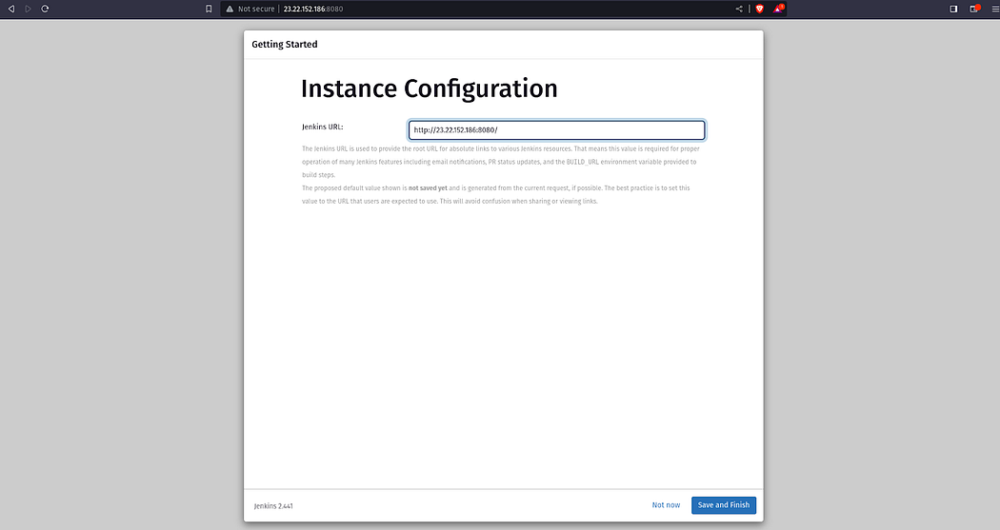 Not secure | 23.22.152.186:8080
Getting Started
Instance Configuration
Jenkins URL:
http://23.22.152.186:8080/
The Jenkins URL is used to provide the root URL for absolute links to various Jenkins resources. That means this value is required for proper
operation of many Jenkins features including email notifications, PR status updates, and the BUILD_URL environment variable provided to
build steps.
The proposed default value shown is not saved yet and is generated from the current request, if possible. The best practice is to set this
value to the URL that users are expected to use. This will avoid confusion when sharing or viewing links.
Jenkins 2.441
Not now
Save and Finish